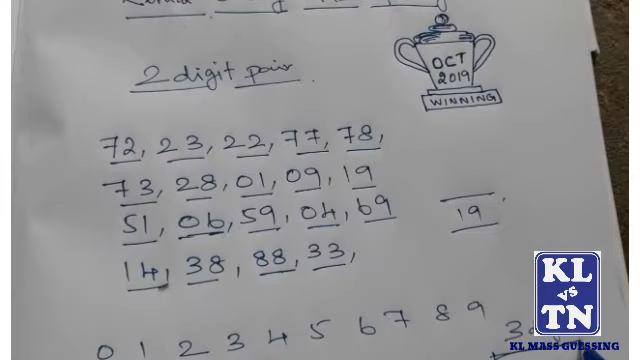 OCT
2019
WINNING
2 digit pair
72, 23, 22, 77, 78,
73, 28, 01, 09, 19
51, 06, 59, 04, 69
19
14, 38, 88, 33,
0 1 2 3 4 5 6 7 8 9
KL
VS
TN
KL MASS GUESSING